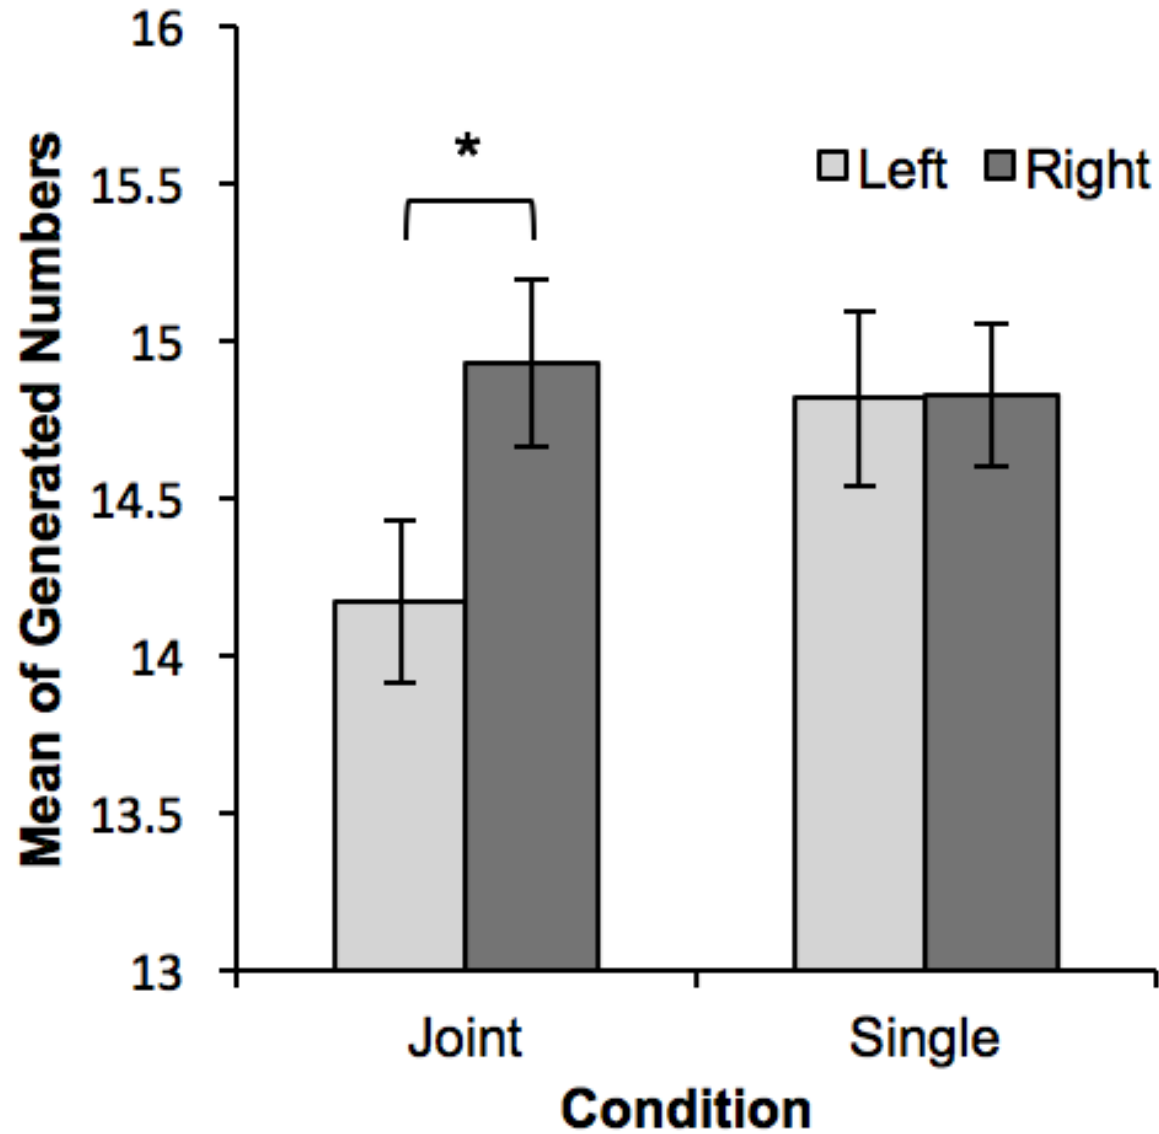 Mean of Generated Numbers
16
15.5
15
14.5
14
13.5
13
*
Left Right
Joint Single
Condition